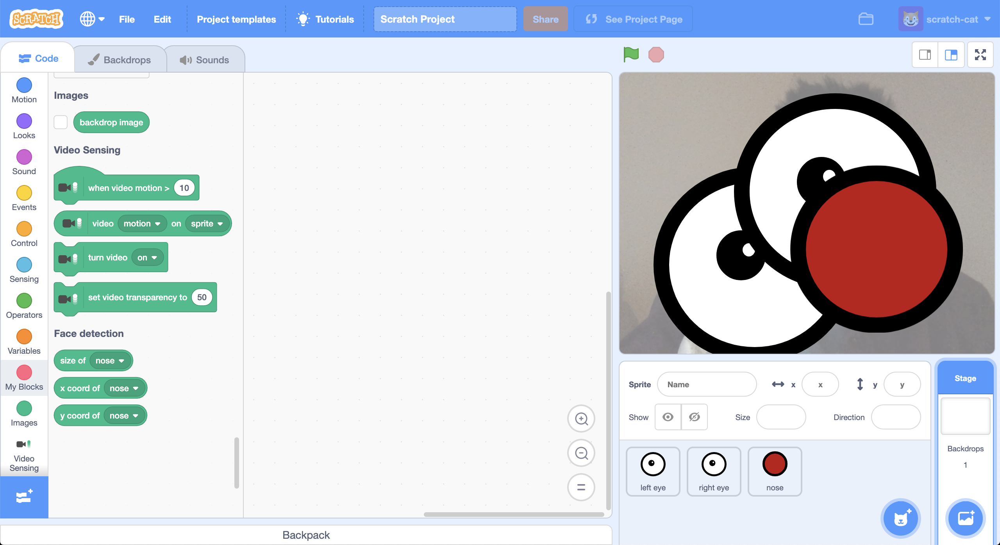 SCRATCH File Edit Project templates Tutorials Scratch Project Share See Project Page scratch-cat
Code Backdrops Sounds
Motion
Looks
Sound
Events
Control
Sensing
Operators
Variables
My Blocks
Images
Video
Sensing
Images
backdrop image
Video Sensing
when video motion > 10
video motion on sprite
turn video on
set video transparency to 50
Face detection
size of nose
x coord of nose
y coord of nose
Backpack
Sprite Name x x y y
Show Size Direction
left eye right eye nose
Stage
Backdrops
1